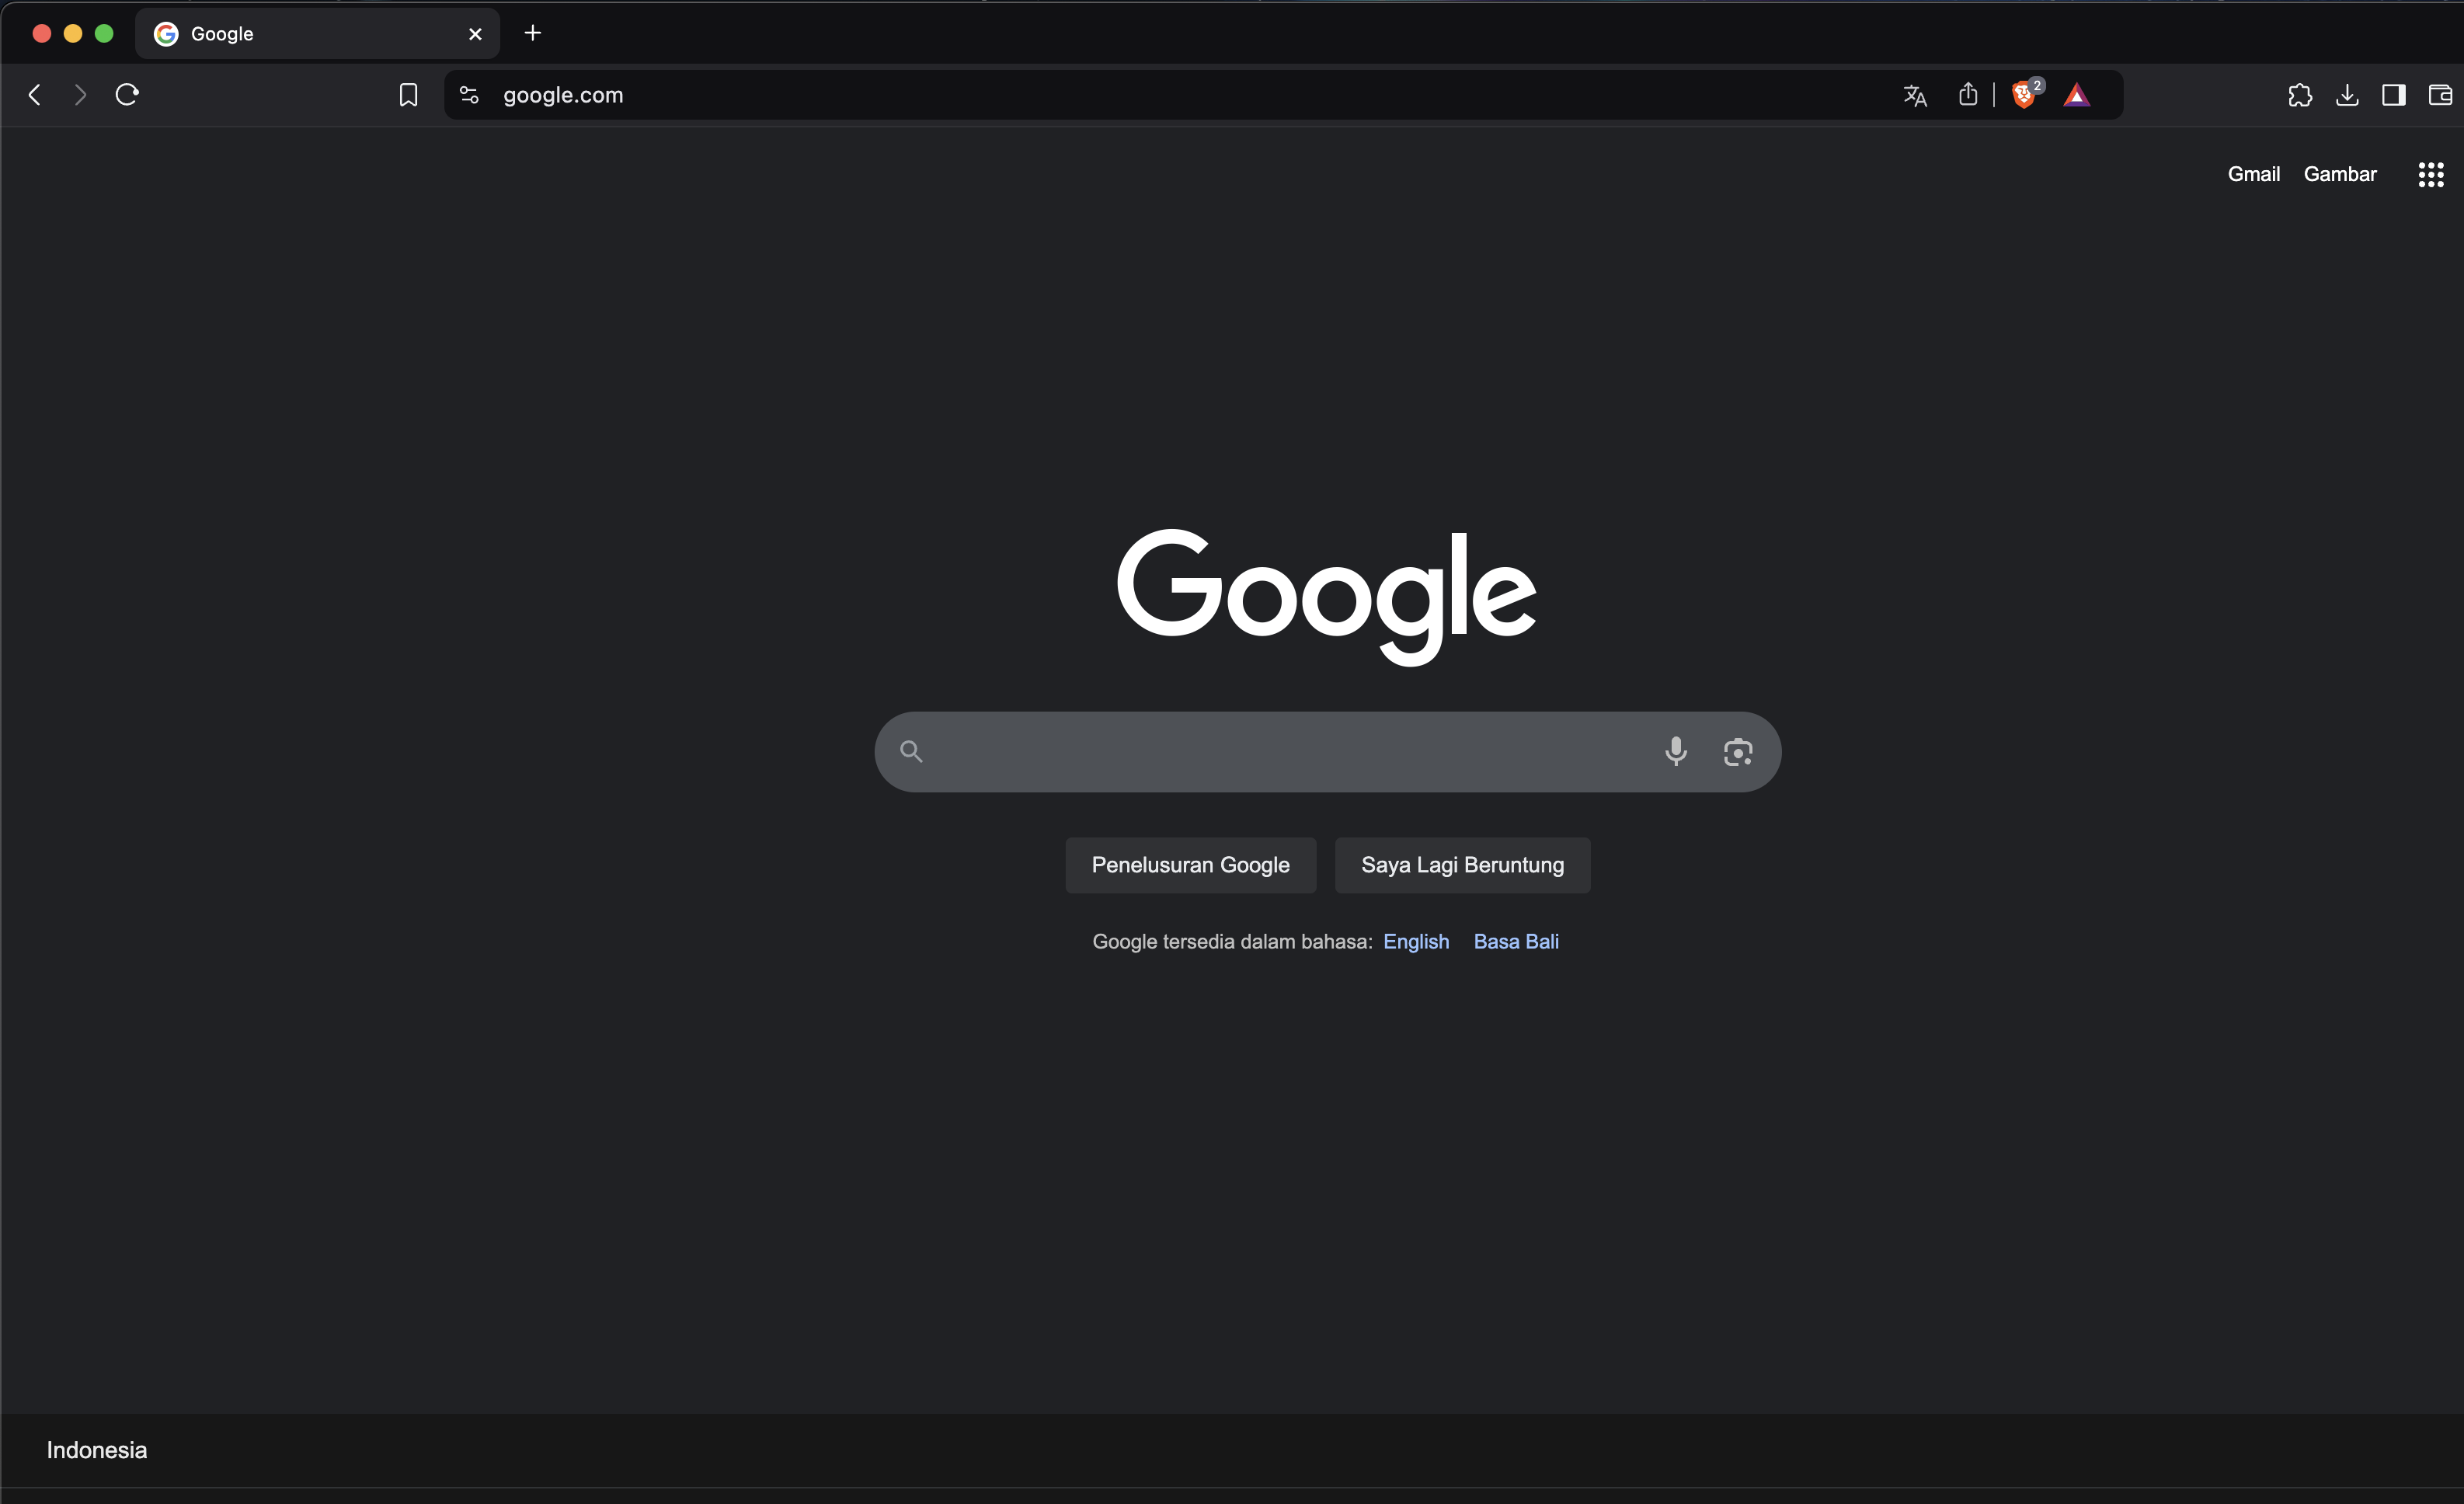 Google
google.com
2
Gmail Gambar
Google
Penelusuran Google Saya Lagi Beruntung
Google tersedia dalam bahasa: English Basa Bali
Indonesia